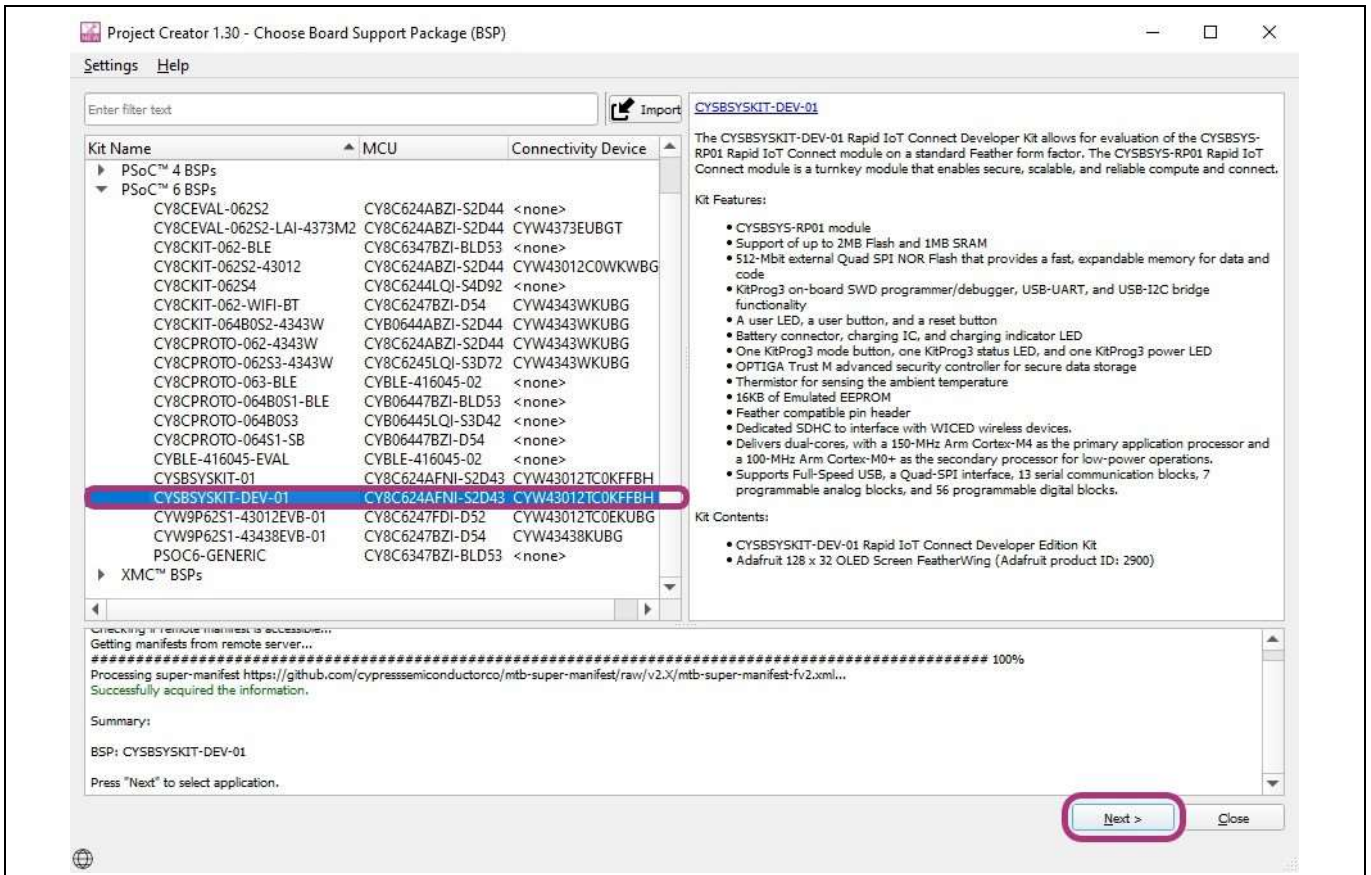 Project Creator 1.30 - Choose Board Support Package (BSP)
Settings Help
Enter filter text
Import
Kit Name MCU Connectivity Device
PSoC™ 4 BSPs
PSoC™ 6 BSPs
CY8CEVAL-062S2 CY8C624ABZI-S2D44 <none>
CY8CEVAL-062S2-LAI-4373M2 CY8C624ABZI-S2D44 CYW4373EUBGT
CY8CKIT-062-BLE CY8C6347BZI-BLD53 <none>
CY8CKIT-062S2-43012 CY8C624ABZI-S2D44 CYW43012C0WKWBG
CY8CKIT-062S4 CY8C6244LQI-S4D92 <none>
CY8CKIT-062-WIFI-BT CY8C6247BZI-D54 CYW4343WKUBG
CY8CKIT-064B0S2-4343W CYB0644ABZI-S2D44 CYW4343WKUBG
CY8CPROTO-062-4343W CY8C624ABZI-S2D44 CYW4343WKUBG
CY8CPROTO-062S3-4343W CY8C6245LQI-S3D72 CYW4343WKUBG
CY8CPROTO-063-BLE CYBLE-416045-02 <none>
CY8CPROTO-064B0S1-BLE CYB06447BZI-BLD53 <none>
CY8CPROTO-064B0S3 CYB06445LQI-S3D42 <none>
CY8CPROTO-064S1-SB CYB06447BZI-D54 <none>
CYBLE-416045-EVAL CYBLE-416045-02 <none>
CYSBSYSKIT-01 CY8C624AFNI-S2D43 CYW43012TC0KFFBH
CYSBSYSKIT-DEV-01 CY8C624AFNI-S2D43 CYW43012TC0KFFBH
CYW9P62S1-43012EVB-01 CY8C6247FDI-D52 CYW43012TC0EKUBG
CYW9P62S1-43438EVB-01 CY8C6247BZI-D54 CYW43438KUBG
PSOC6-GENERIC CY8C6347BZI-BLD53 <none>
XMC™ BSPs
CYSBSYSKIT-DEV-01
The CYSBSYSKIT-DEV-01 Rapid IoT Connect Developer Kit allows for evaluation of the CYSBSYS-
RP01 Rapid IoT Connect module on a standard Feather form factor. The CYSBSYS-RP01 Rapid IoT
Connect module is a turnkey module that enables secure, scalable, and reliable compute and connect.
Kit Features:
• CYSBSYS-RP01 module
• Support of up to 2MB Flash and 1MB SRAM
• 512-Mbit external Quad SPI NOR Flash that provides a fast, expandable memory for data and
code
• KitProg3 on-board SWD programmer/debugger, USB-UART, and USB-I2C bridge
functionality
• A user LED, a user button, and a reset button
• Battery connector, charging IC, and charging indicator LED
• One KitProg3 mode button, one KitProg3 status LED, and one KitProg3 power LED
• OPTIGA Trust M advanced security controller for secure data storage
• Thermistor for sensing the ambient temperature
• 16KB of Emulated EEPROM
• Feather compatible pin header
• Dedicated SDHC to interface with WICED wireless devices.
• Delivers dual-cores, with a 150-MHz Arm Cortex-M4 as the primary application processor and
a 100-MHz Arm Cortex-M0+ as the secondary processor for low-power operations.
• Supports Full-Speed USB, a Quad-SPI interface, 13 serial communication blocks, 7
programmable analog blocks, and 56 programmable digital blocks.
Kit Contents:
• CYSBSYSKIT-DEV-01 Rapid IoT Connect Developer Edition Kit
• Adafruit 128 x 32 OLED Screen FeatherWing (Adafruit product ID: 2900)
Checking if remote manifest is accessible...
Getting manifests from remote server...
#################################################################################################### 100%
Processing super-manifest https://github.com/cypresssemiconductorco/mtb-super-manifest/raw/v2.X/mtb-super-manifest-fv2.xml...
Successfully acquired the information.
Summary:
BSP: CYSBSYSKIT-DEV-01
Press "Next" to select application.
Next >
Close